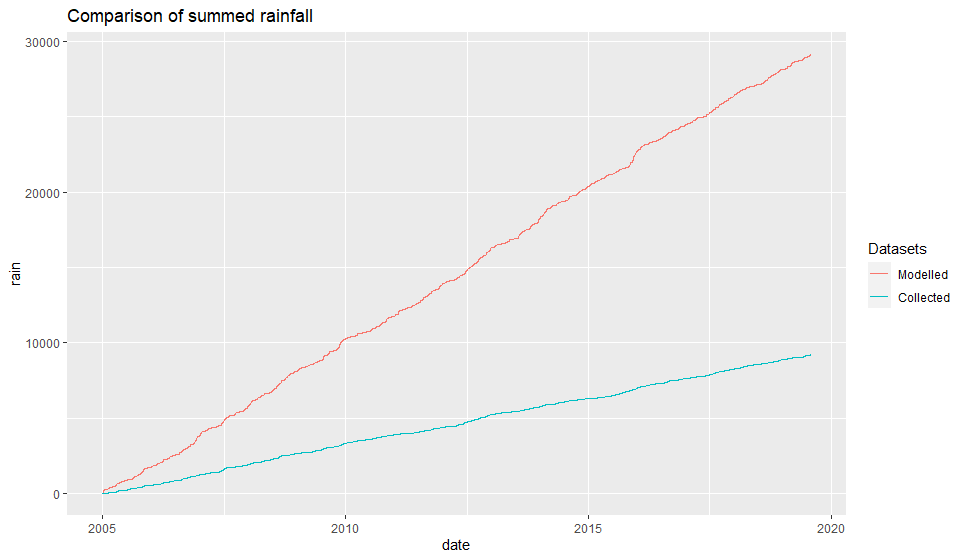 Comparison of summed rainfall
30000
20000
10000
0
rain
2005
2010
2015
2020
date
Datasets
Modelled
Collected